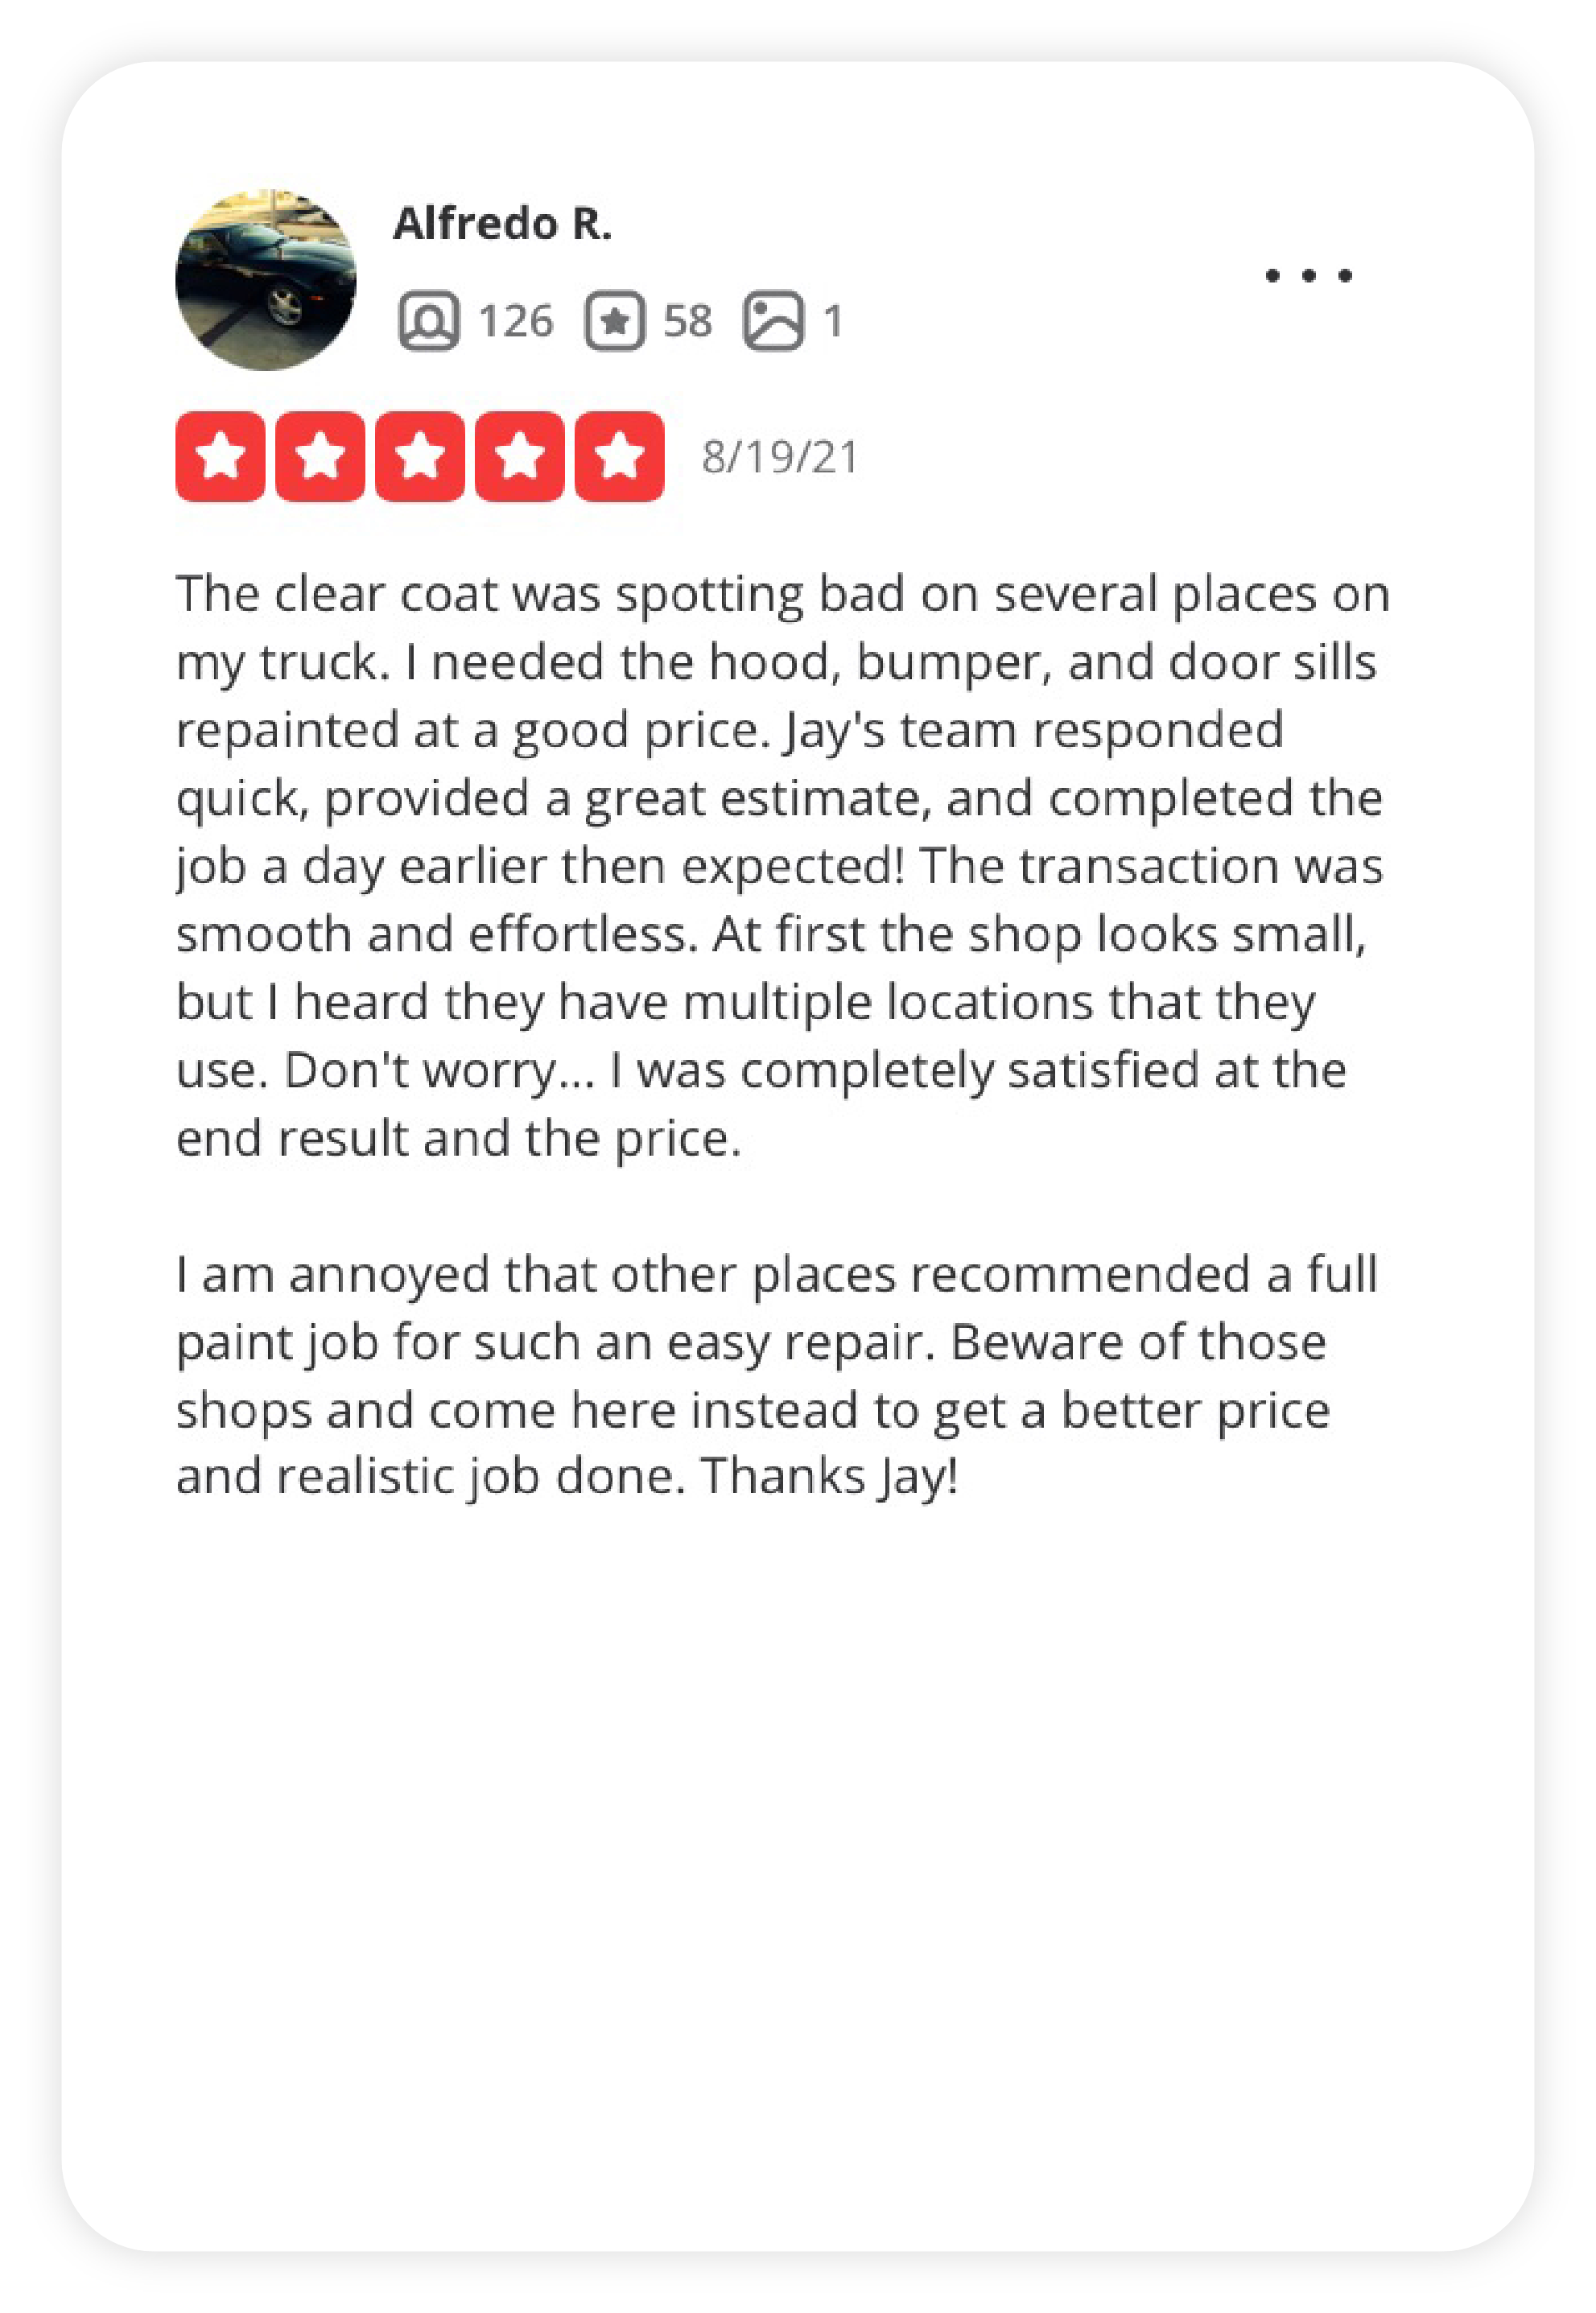 Alfredo R.
126 58 1
8/19/21
The clear coat was spotting bad on several places on
my truck. I needed the hood, bumper, and door sills
repainted at a good price. Jay's team responded
quick, provided a great estimate, and completed the
job a day earlier then expected! The transaction was
smooth and effortless. At first the shop looks small,
but I heard they have multiple locations that they
use. Don't worry... I was completely satisfied at the
end result and the price.
I am annoyed that other places recommended a full
paint job for such an easy repair. Beware of those
shops and come here instead to get a better price
and realistic job done. Thanks Jay!